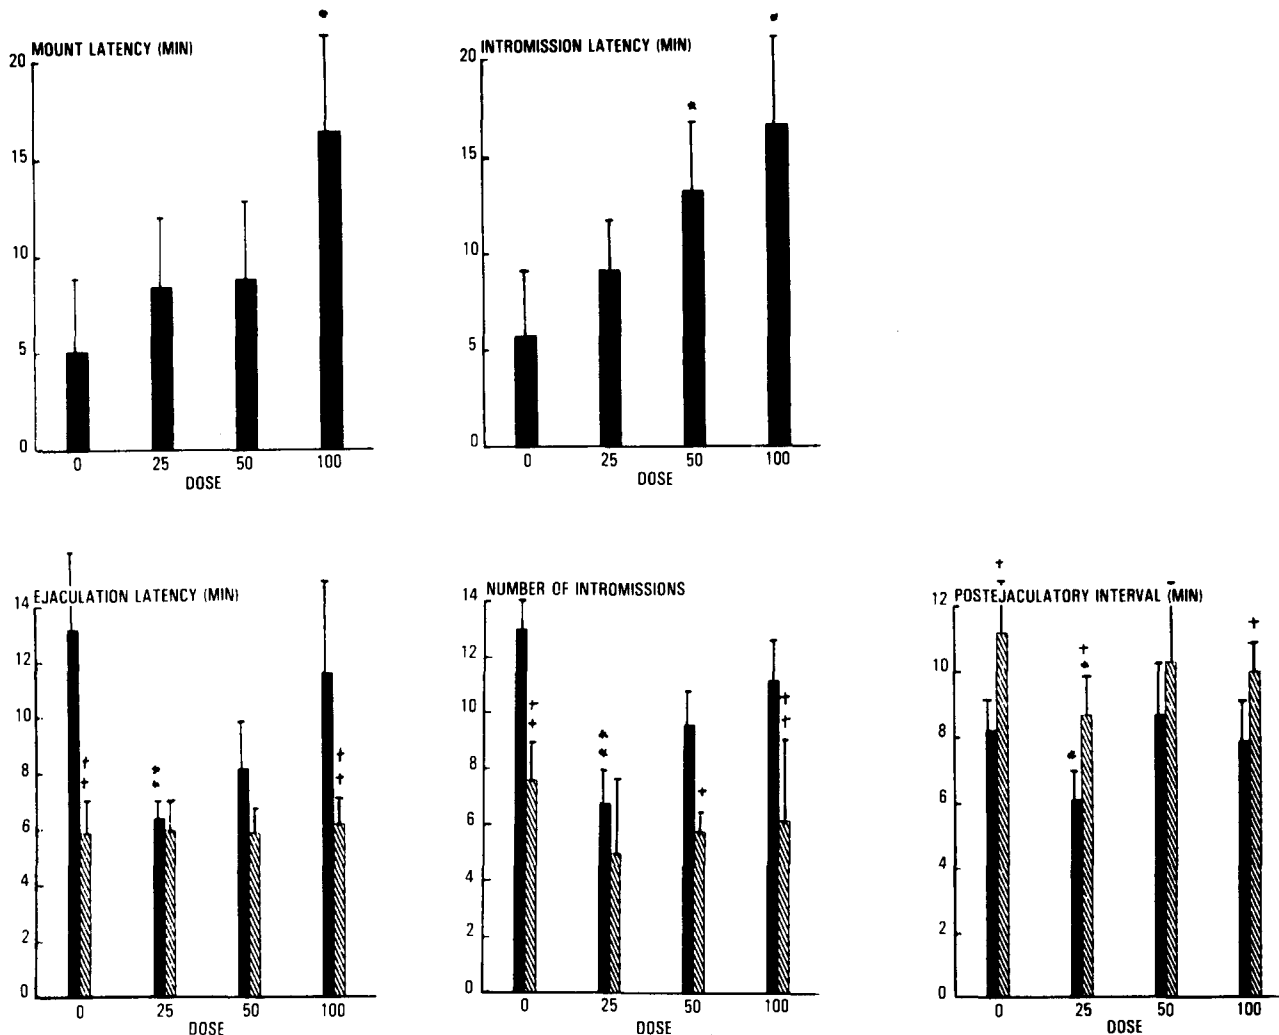 MOUNT LATENCY (MIN)
20
15
10
5
0
0 25 50 100
DOSE
INTROMISSION LATENCY (MIN)
20
15
10
5
0
0 25 50 100
DOSE
EJACULATION LATENCY (MIN)
14
12
10
8
6
4
2
0
0 25 50 100
DOSE
NUMBER OF INTROMISSIONS
14
12
10
8
6
4
2
0
0 25 50 100
DOSE
POSTEJACULATORY INTERVAL (MIN)
12
10
8
6
4
2
0
0 25 50 100
DOSE